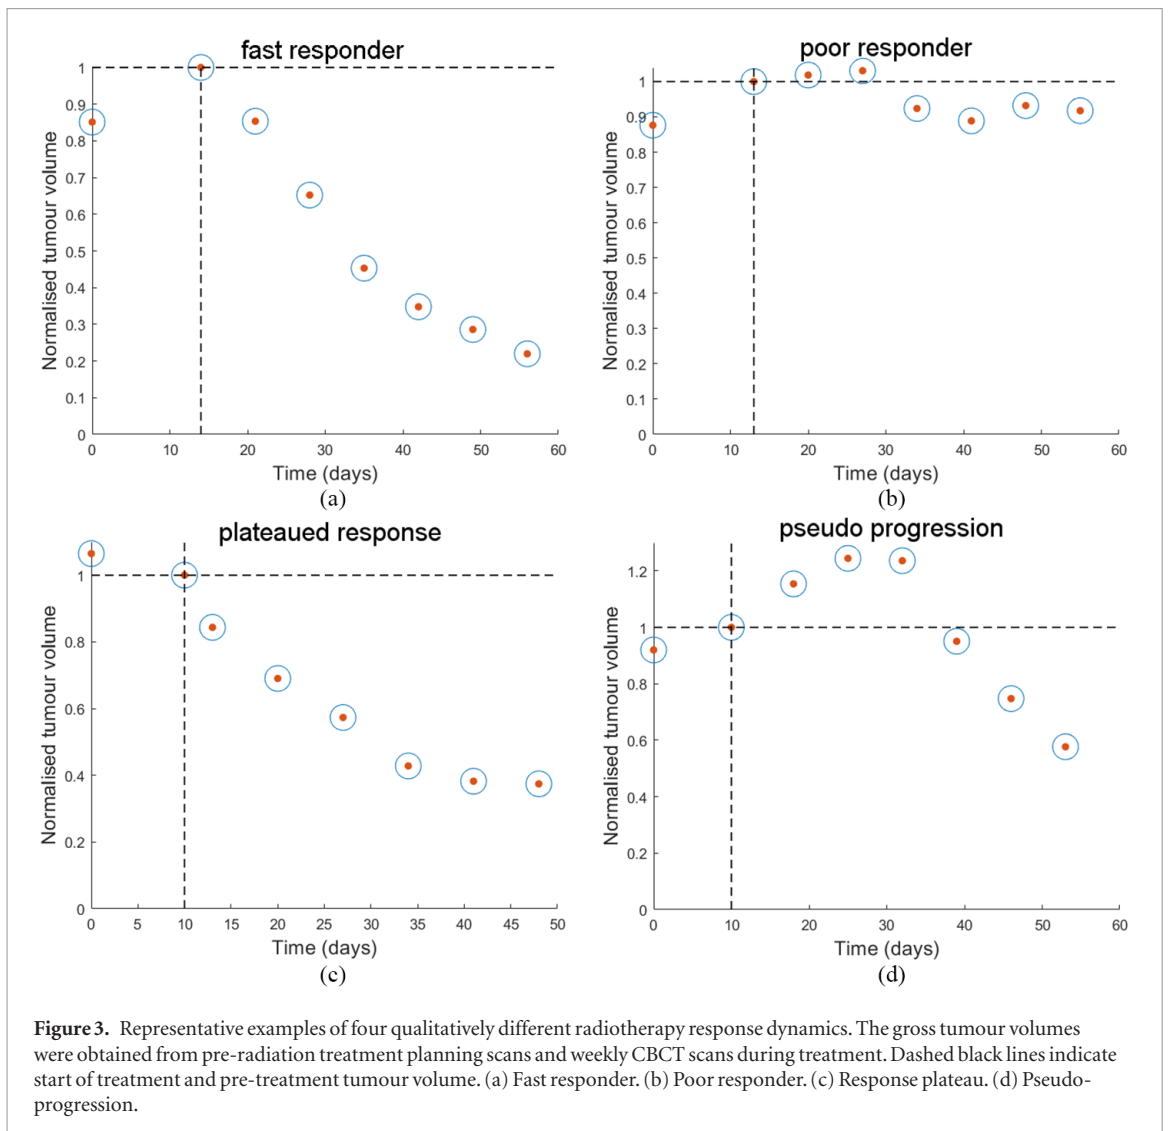 fast responder
1
0.9
0.8
0.7
0.6
0.5
0.4
0.3
0.2
0.1
0
Normalised tumour volume
0 10 20 30 40 50 60
Time (days)
(a)
poor responder
1
0.9
0.8
0.7
0.6
0.5
0.4
0.3
0.2
0.1
0
Normalised tumour volume
0 10 20 30 40 50 60
Time (days)
(b)
plateaued response
1
0.8
0.6
0.4
0.2
0
Normalised tumour volume
0 5 10 15 20 25 30 35 40 45 50
Time (days)
(c)
pseudo progression
1.2
1
0.8
0.6
0.4
0.2
0
Normalised tumour volume
0 10 20 30 40 50 60
Time (days)
(d)
Figure 3. Representative examples of four qualitatively different radiotherapy response dynamics. The gross tumour volumes
were obtained from pre-radiation treatment planning scans and weekly CBCT scans during treatment. Dashed black lines indicate
start of treatment and pre-treatment tumour volume. (a) Fast responder. (b) Poor responder. (c) Response plateau. (d) Pseudo-
progression.